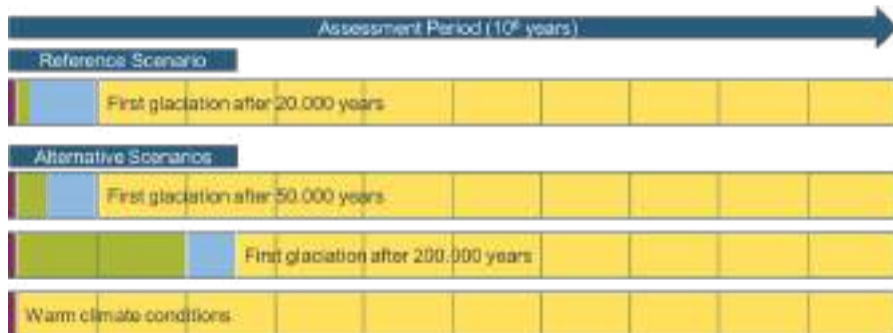 Assessment Period (10⁶ years)
Reference Scenario
First glaciation after 20.000 years
Alternative Scenarios
First glaciation after 50.000 years
First glaciation after 200.000 years
Warm climate conditions